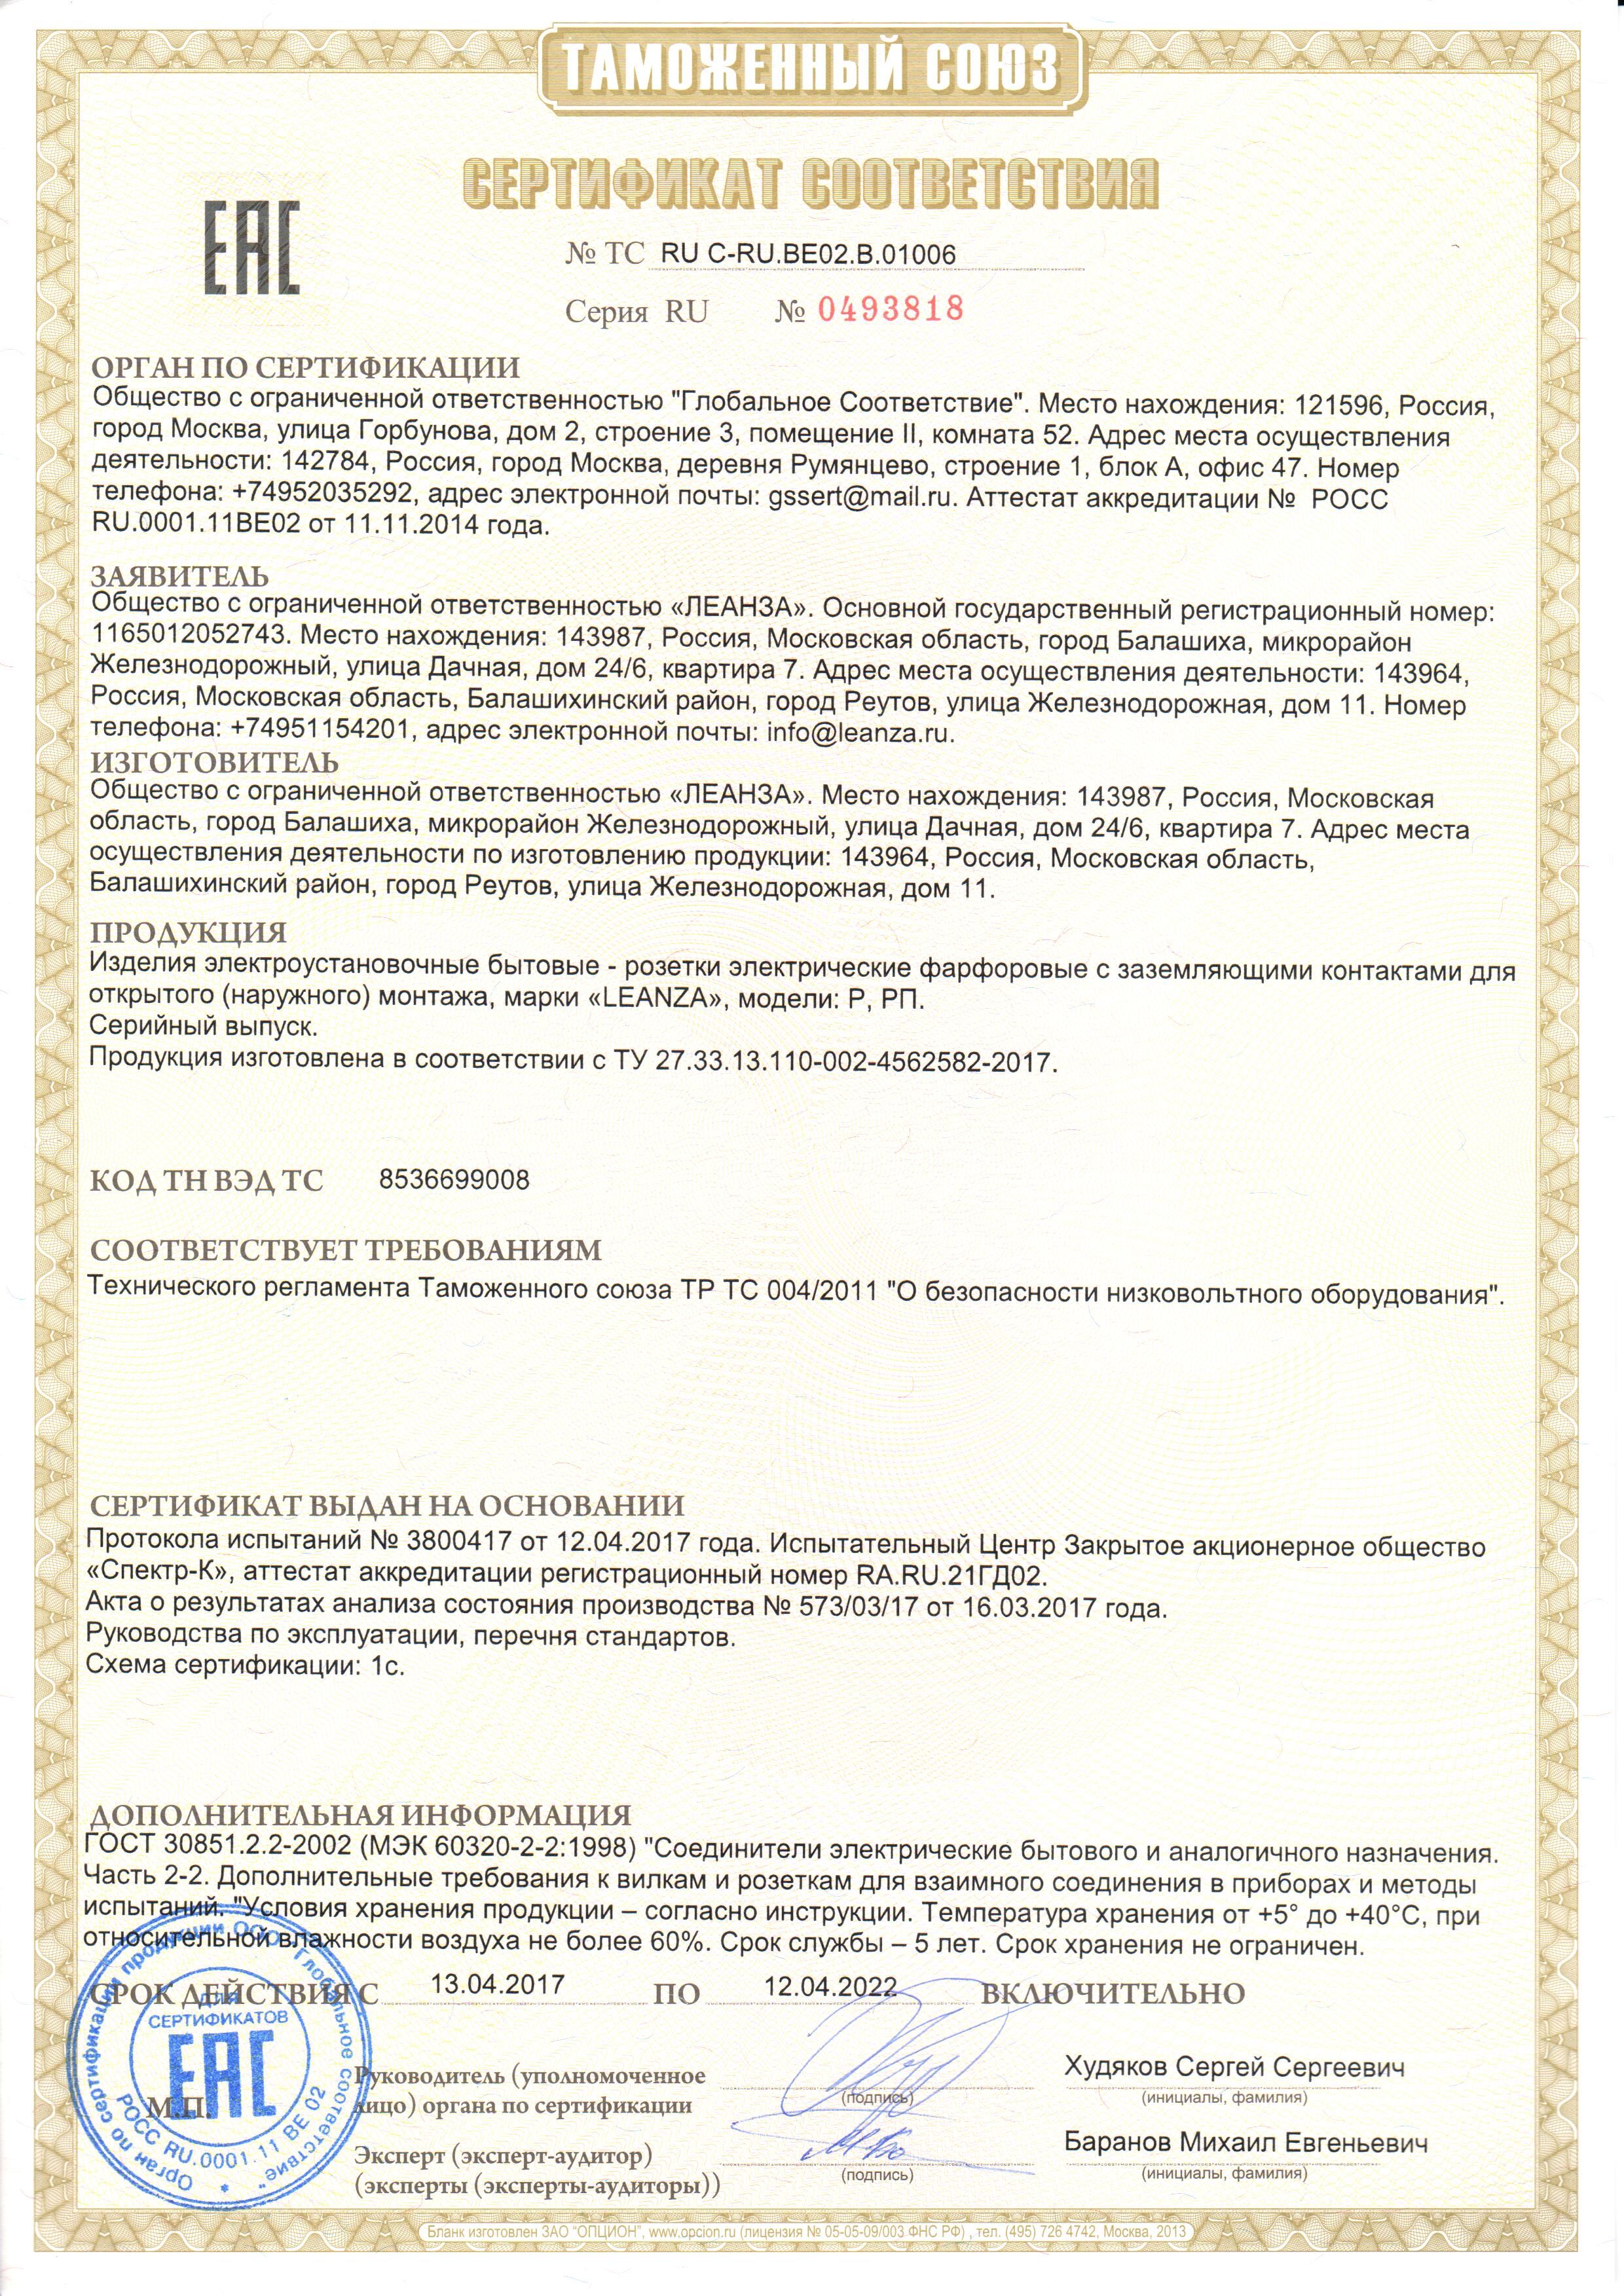 ТАМОЖЕННЫЙ СОЮЗ
СЕРТИФИКАТ СООТВЕТСТВИЯ
ЕАС
№ ТС RU С-RU.ВЕ02.В.01006
Серия RU № 0493818
ОРГАН ПО СЕРТИФИКАЦИИ
Общество с ограниченной ответственностью "Глобальное Соответствие". Место нахождения: 121596, Россия,
город Москва, улица Горбунова, дом 2, строение 3, помещение II, комната 52. Адрес места осуществления
деятельности: 142784, Россия, город Москва, деревня Румянцево, строение 1, блок А, офис 47. Номер
телефона: +74952035292, адрес электронной почты: gssert@mail.ru. Аттестат аккредитации № РОСС
RU.0001.11ВЕ02 от 11.11.2014 года.
ЗАЯВИТЕЛЬ
Общество с ограниченной ответственностью «ЛЕАНЗА». Основной государственный регистрационный номер:
1165012052743. Место нахождения: 143987, Россия, Московская область, город Балашиха, микрорайон
Железнодорожный, улица Дачная, дом 24/6, квартира 7. Адрес места осуществления деятельности: 143964,
Россия, Московская область, Балашихинский район, город Реутов, улица Железнодорожная, дом 11. Номер
телефона: +74951154201, адрес электронной почты: info@leanza.ru.
ИЗГОТОВИТЕЛЬ
Общество с ограниченной ответственностью «ЛЕАНЗА». Место нахождения: 143987, Россия, Московская
область, город Балашиха, микрорайон Железнодорожный, улица Дачная, дом 24/6, квартира 7. Адрес места
осуществления деятельности по изготовлению продукции: 143964, Россия, Московская область,
Балашихинский район, город Реутов, улица Железнодорожная, дом 11.
ПРОДУКЦИЯ
Изделия электроустановочные бытовые - розетки электрические фарфоровые с заземляющими контактами для
открытого (наружного) монтажа, марки «LEANZA», модели: Р, РП.
Серийный выпуск.
Продукция изготовлена в соответствии с ТУ 27.33.13.110-002-4562582-2017.
КОД ТН ВЭД ТС 8536699008
СООТВЕТСТВУЕТ ТРЕБОВАНИЯМ
Технического регламента Таможенного союза ТР ТС 004/2011 "О безопасности низковольтного оборудования".
СЕРТИФИКАТ ВЫДАН НА ОСНОВАНИИ
Протокола испытаний № 3800417 от 12.04.2017 года. Испытательный Центр Закрытое акционерное общество
«Спектр-К», аттестат аккредитации регистрационный номер RA.RU.21ГД02.
Акта о результатах анализа состояния производства № 573/03/17 от 16.03.2017 года.
Руководства по эксплуатации, перечня стандартов.
Схема сертификации: 1с.
ДОПОЛНИТЕЛЬНАЯ ИНФОРМАЦИЯ
ГОСТ 30851.2.2-2002 (МЭК 60320-2-2:1998) "Соединители электрические бытового и аналогичного назначения.
Часть 2-2. Дополнительные требования к вилкам и розеткам для взаимного соединения в приборах и методы
испытаний. "Условия хранения продукции – согласно инструкции. Температура хранения от +5° до +40°С, при
относительной влажности воздуха не более 60%. Срок службы – 5 лет. Срок хранения не ограничен.
СРОК ДЕЙСТВИЯ С 13.04.2017 ПО 12.04.2022 ВКЛЮЧИТЕЛЬНО
Орган по сертификации продукции ООО "Глобальное соответствие" *
ДЛЯ
СЕРТИФИКАТОВ
ЕАС
РОСС RU.0001.11 ВЕ 02
М.П.
Руководитель (уполномоченное
лицо) органа по сертификации
(подпись)
Худяков Сергей Сергеевич
(инициалы, фамилия)
Эксперт (эксперт-аудитор)
(эксперты (эксперты-аудиторы))
(подпись)
Баранов Михаил Евгеньевич
(инициалы, фамилия)
Бланк изготовлен ЗАО "ОПЦИОН", www.opcion.ru (лицензия № 05-05-09/003 ФНС РФ) , тел. (495) 726 4742, Москва, 2013